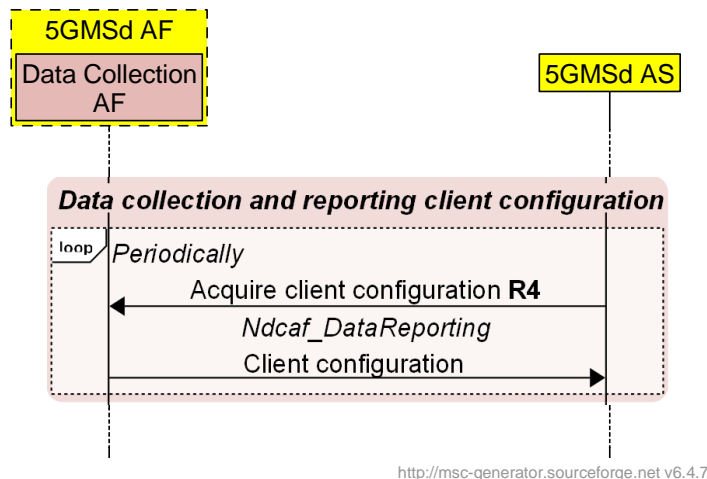 5GMSd AF
Data Collection
AF
5GMSd AS
Data collection and reporting client configuration
loop
Periodically
Acquire client configuration R4
Ndcaf_DataReporting
Client configuration
http://msc-generator.sourceforge.net v6.4.7